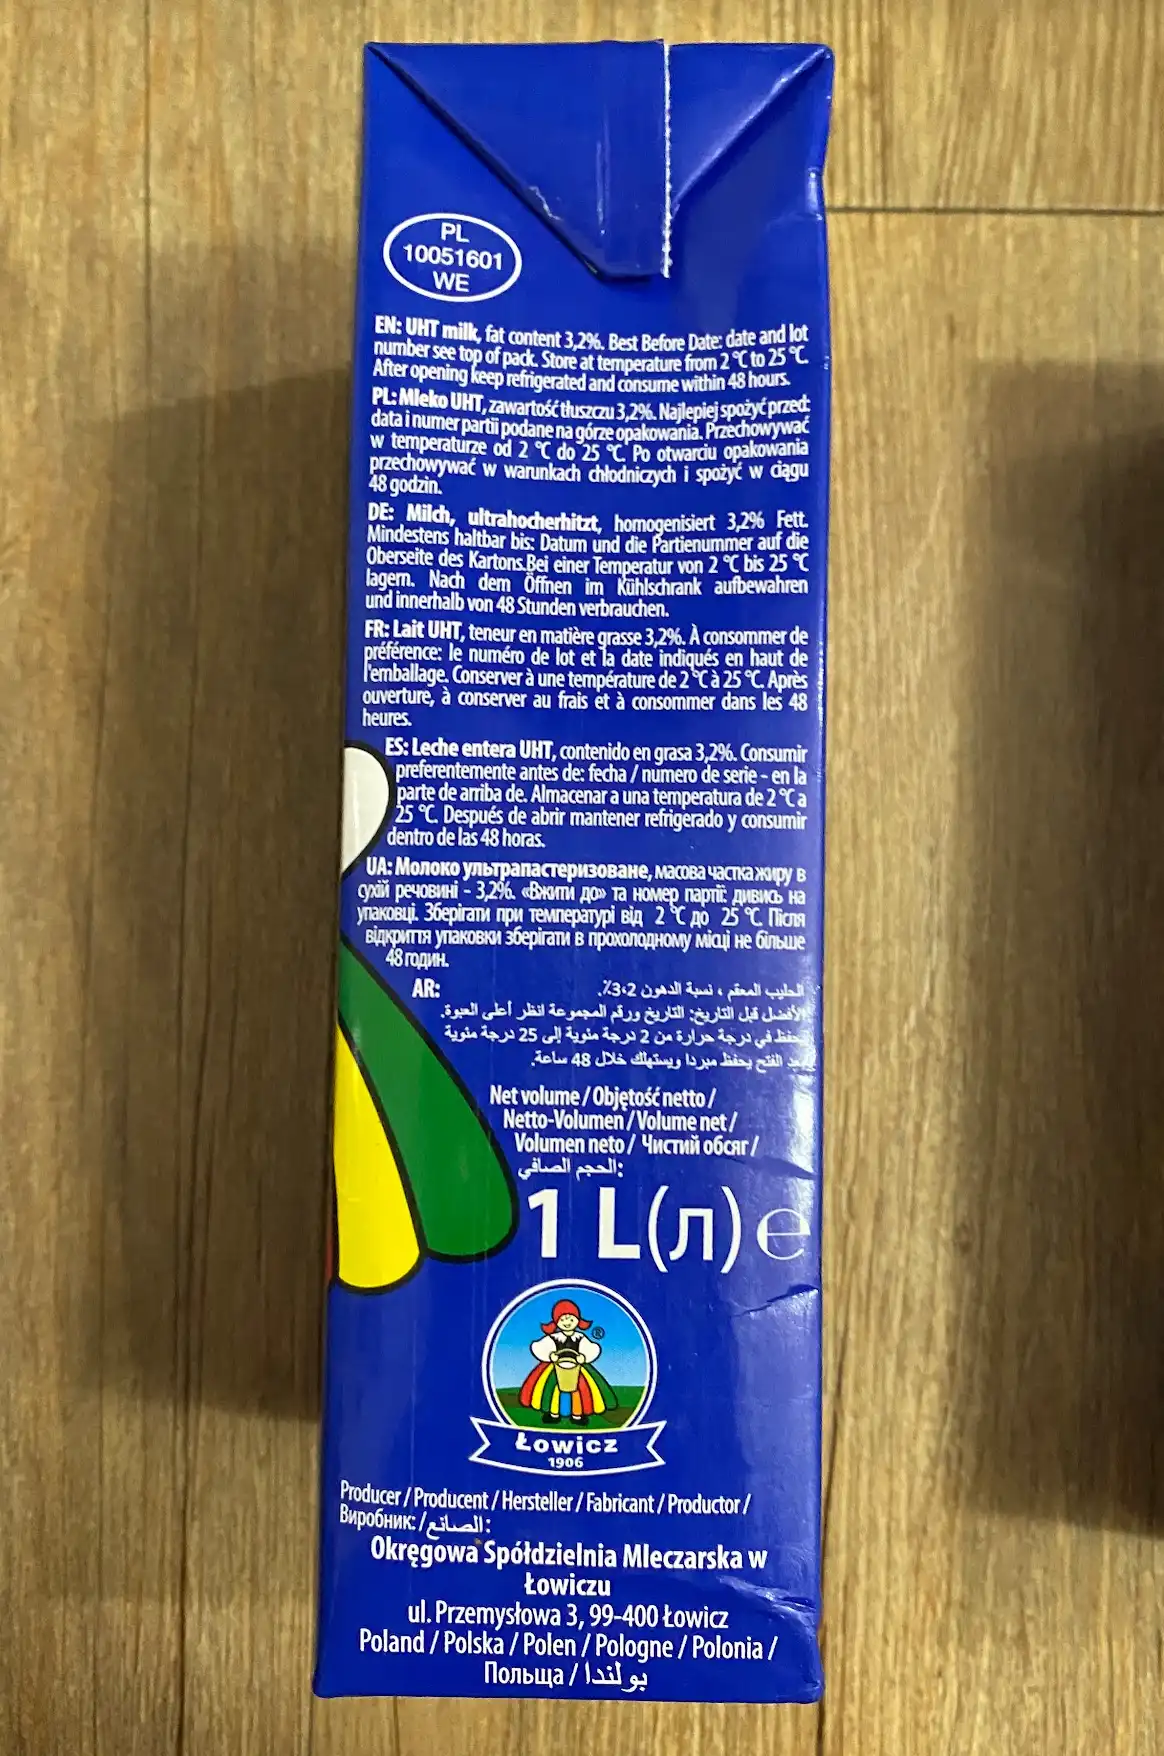 PL
10051601
WE
EN: UHT milk, fat content 3,2%. Best Before Date: date and lot
number see top of pack. Store at temperature from 2 °C to 25 °C.
After opening keep refrigerated and consume within 48 hours.
PL: Mleko UHT, zawartość tłuszczu 3,2%. Najlepiej spożyć przed:
data i numer partii podane na górze opakowania. Przechowywać
w temperaturze od 2 °C do 25 °C. Po otwarciu opakowania
przechowywać w warunkach chłodniczych i spożyć w ciągu
48 godzin.
DE: Milch, ultrahocherhitzt, homogenisiert 3,2% Fett.
Mindestens haltbar bis: Datum und die Partienummer auf die
Oberseite des Kartons.Bei einer Temperatur von 2 °C bis 25 °C
lagern. Nach dem Öffnen im Kühlschrank aufbewahren
und innerhalb von 48 Stunden verbrauchen.
FR: Lait UHT, teneur en matière grasse 3,2%. À consommer de
préférence: le numéro de lot et la date indiqués en haut de
l'emballage. Conserver à une température de 2 °C à 25 °C. Après
ouverture, à conserver au frais et à consommer dans les 48
heures.
ES: Leche entera UHT, contenido en grasa 3,2%. Consumir
preferentemente antes de: fecha / numero de serie - en la
parte de arriba de. Almacenar a una temperatura de 2 °C a
25 °C. Después de abrir mantener refrigerado y consumir
dentro de las 48 horas.
UA: Молоко ультрапастеризоване, масова частка жиру в
сухій речовині - 3,2%. «Вжити до» та номер партії: дивись на
упаковці. Зберігати при температурі від 2 °C до 25 °C. Після
відкриття упаковки зберігати в прохолодному місці не більше
48 годин.
AR: الحليب المعقم ، نسبة الدهون 3،2٪.
الأفضل قبل التاريخ: التاريخ ورقم المجموعة انظر أعلى العبوة.
في درجة حرارة من 2 درجة مئوية إلى 25 درجة مئوية
الفتح يحفظ مبردا ويستهلك خلال 48 ساعة.
Net volume / Objętość netto /
Netto-Volumen / Volume net /
Volumen neto / Чистий обсяг /
الحجم الصافي:
1 L(л) ℮
®
Łowicz
1906
Producer / Producent / Hersteller / Fabricant / Productor /
Виробник: / الصانع:
Okręgowa Spółdzielnia Mleczarska w
Łowiczu
ul. Przemysłowa 3, 99-400 Łowicz
Poland / Polska / Polen / Pologne / Polonia /
Польща / بولندا